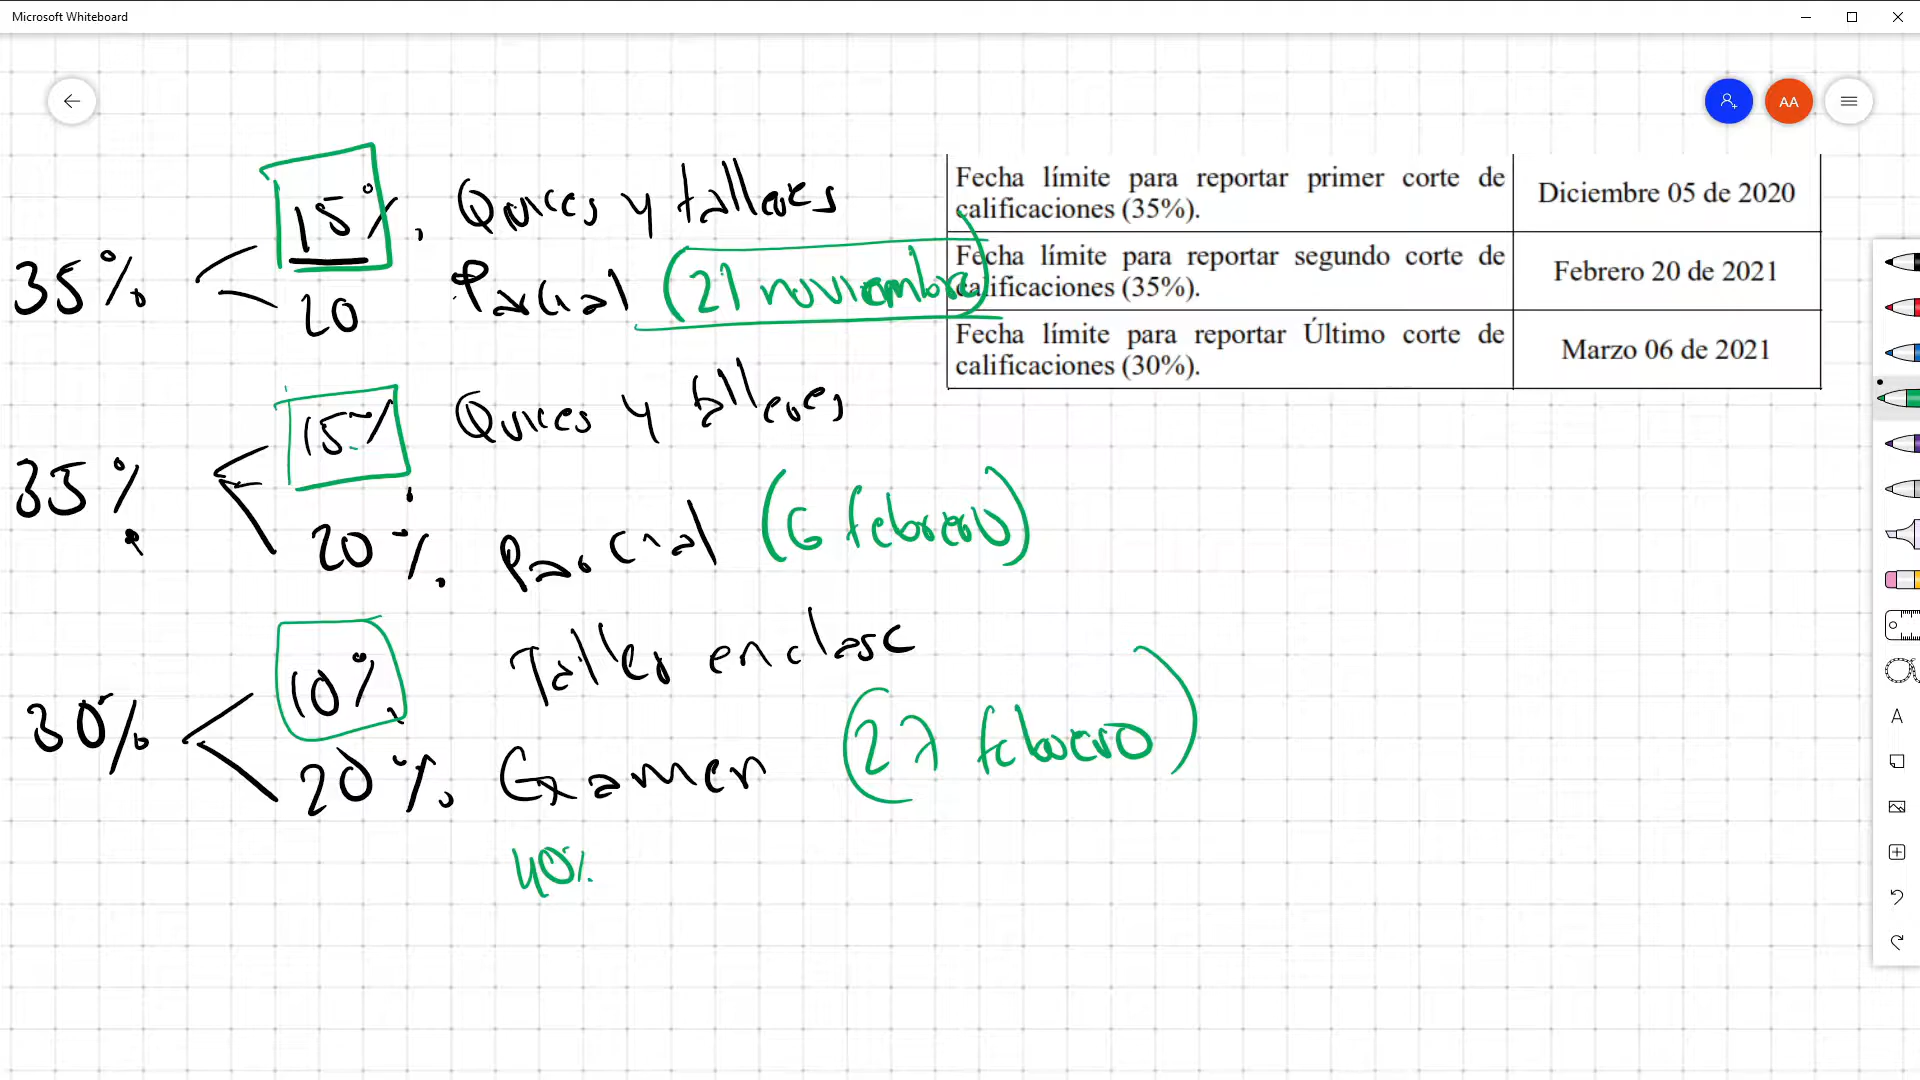 Microsoft Whiteboard
AA
35% 15%. Quices y talleres
20 Parcial (21 noviembre)
35% 15% Quices y talleres
20%. Parcial (6 febrero)
30% 10%. Taller en clase
20%. Examen (27 febrero)
40%
Fecha límite para reportar primer corte de
calificaciones (35%).
Diciembre 05 de 2020
Fecha límite para reportar segundo corte de
calificaciones (35%).
Febrero 20 de 2021
Fecha límite para reportar Último corte de
calificaciones (30%).
Marzo 06 de 2021
A